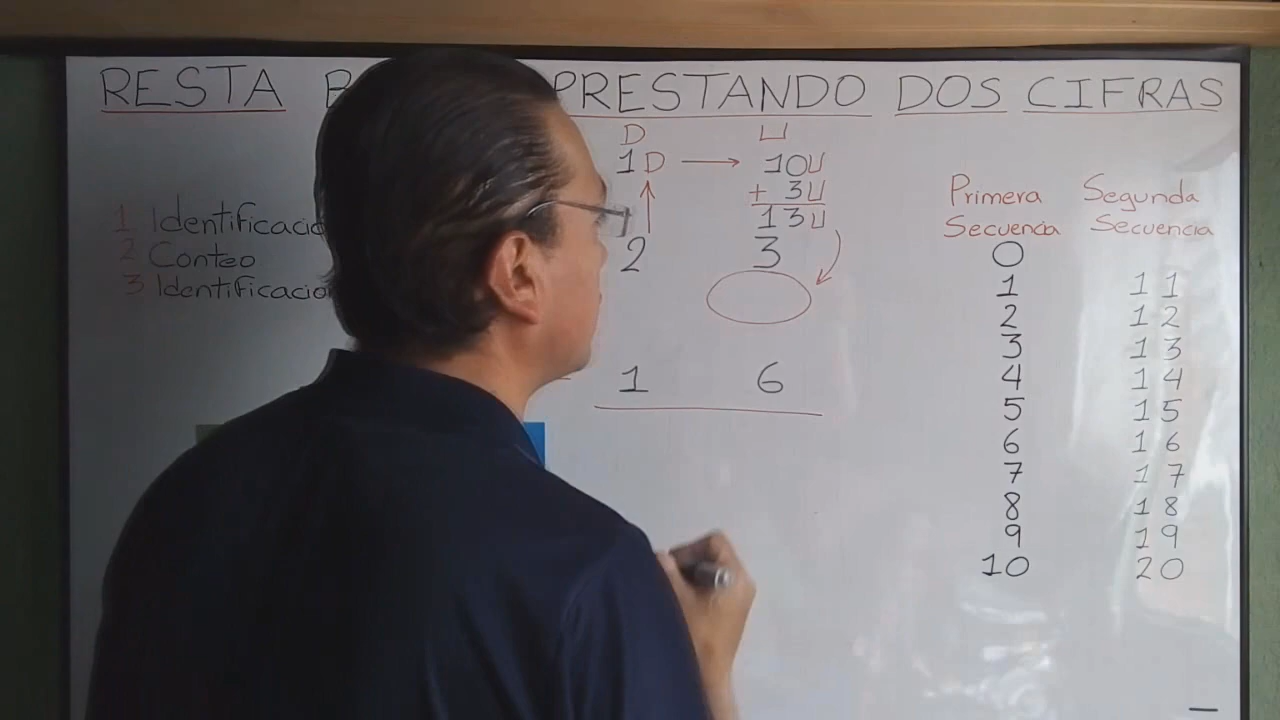 RESTA PRESTANDO DOS CIFRAS
D U
1D → 10U
+ 3U
13U
2 3
1 6
1 Identificacio
2 Conteo
3 Identificacio
Primera Segunda
Secuencia Secuencia
0
1 11
2 12
3 13
4 14
5 15
6 16
7 17
8 18
9 19
10 20